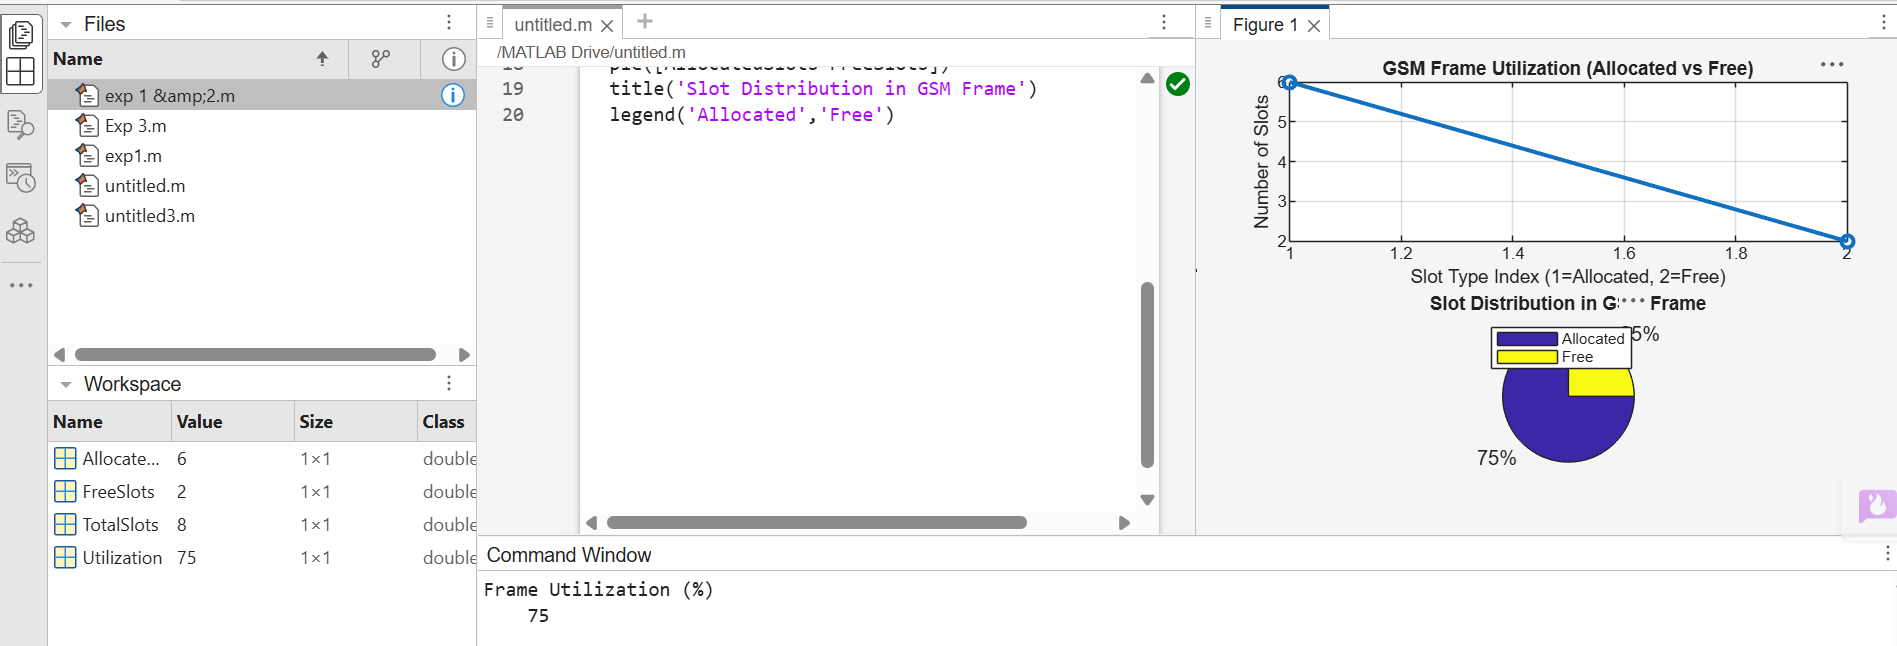 Files
Name
exp 1 &amp;2.m
Exp 3.m
exp1.m
untitled.m
untitled3.m
Workspace
Name Value Size Class
Allocate... 6 1×1 double
FreeSlots 2 1×1 double
TotalSlots 8 1×1 double
Utilization 75 1×1 double
untitled.m
/MATLAB Drive/untitled.m
19 title('Slot Distribution in GSM Frame')
20 legend('Allocated','Free')
Command Window
Frame Utilization (%)
75
Figure 1
GSM Frame Utilization (Allocated vs Free)
Number of Slots
6
5
4
3
2
1 1.2 1.4 1.6 1.8 2
Slot Type Index (1=Allocated, 2=Free)
Slot Distribution in Frame
Allocated
Free
75%